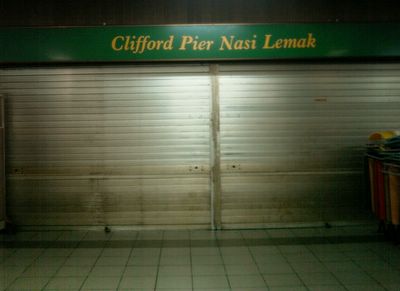 Clifford Pier Nasi Lemak